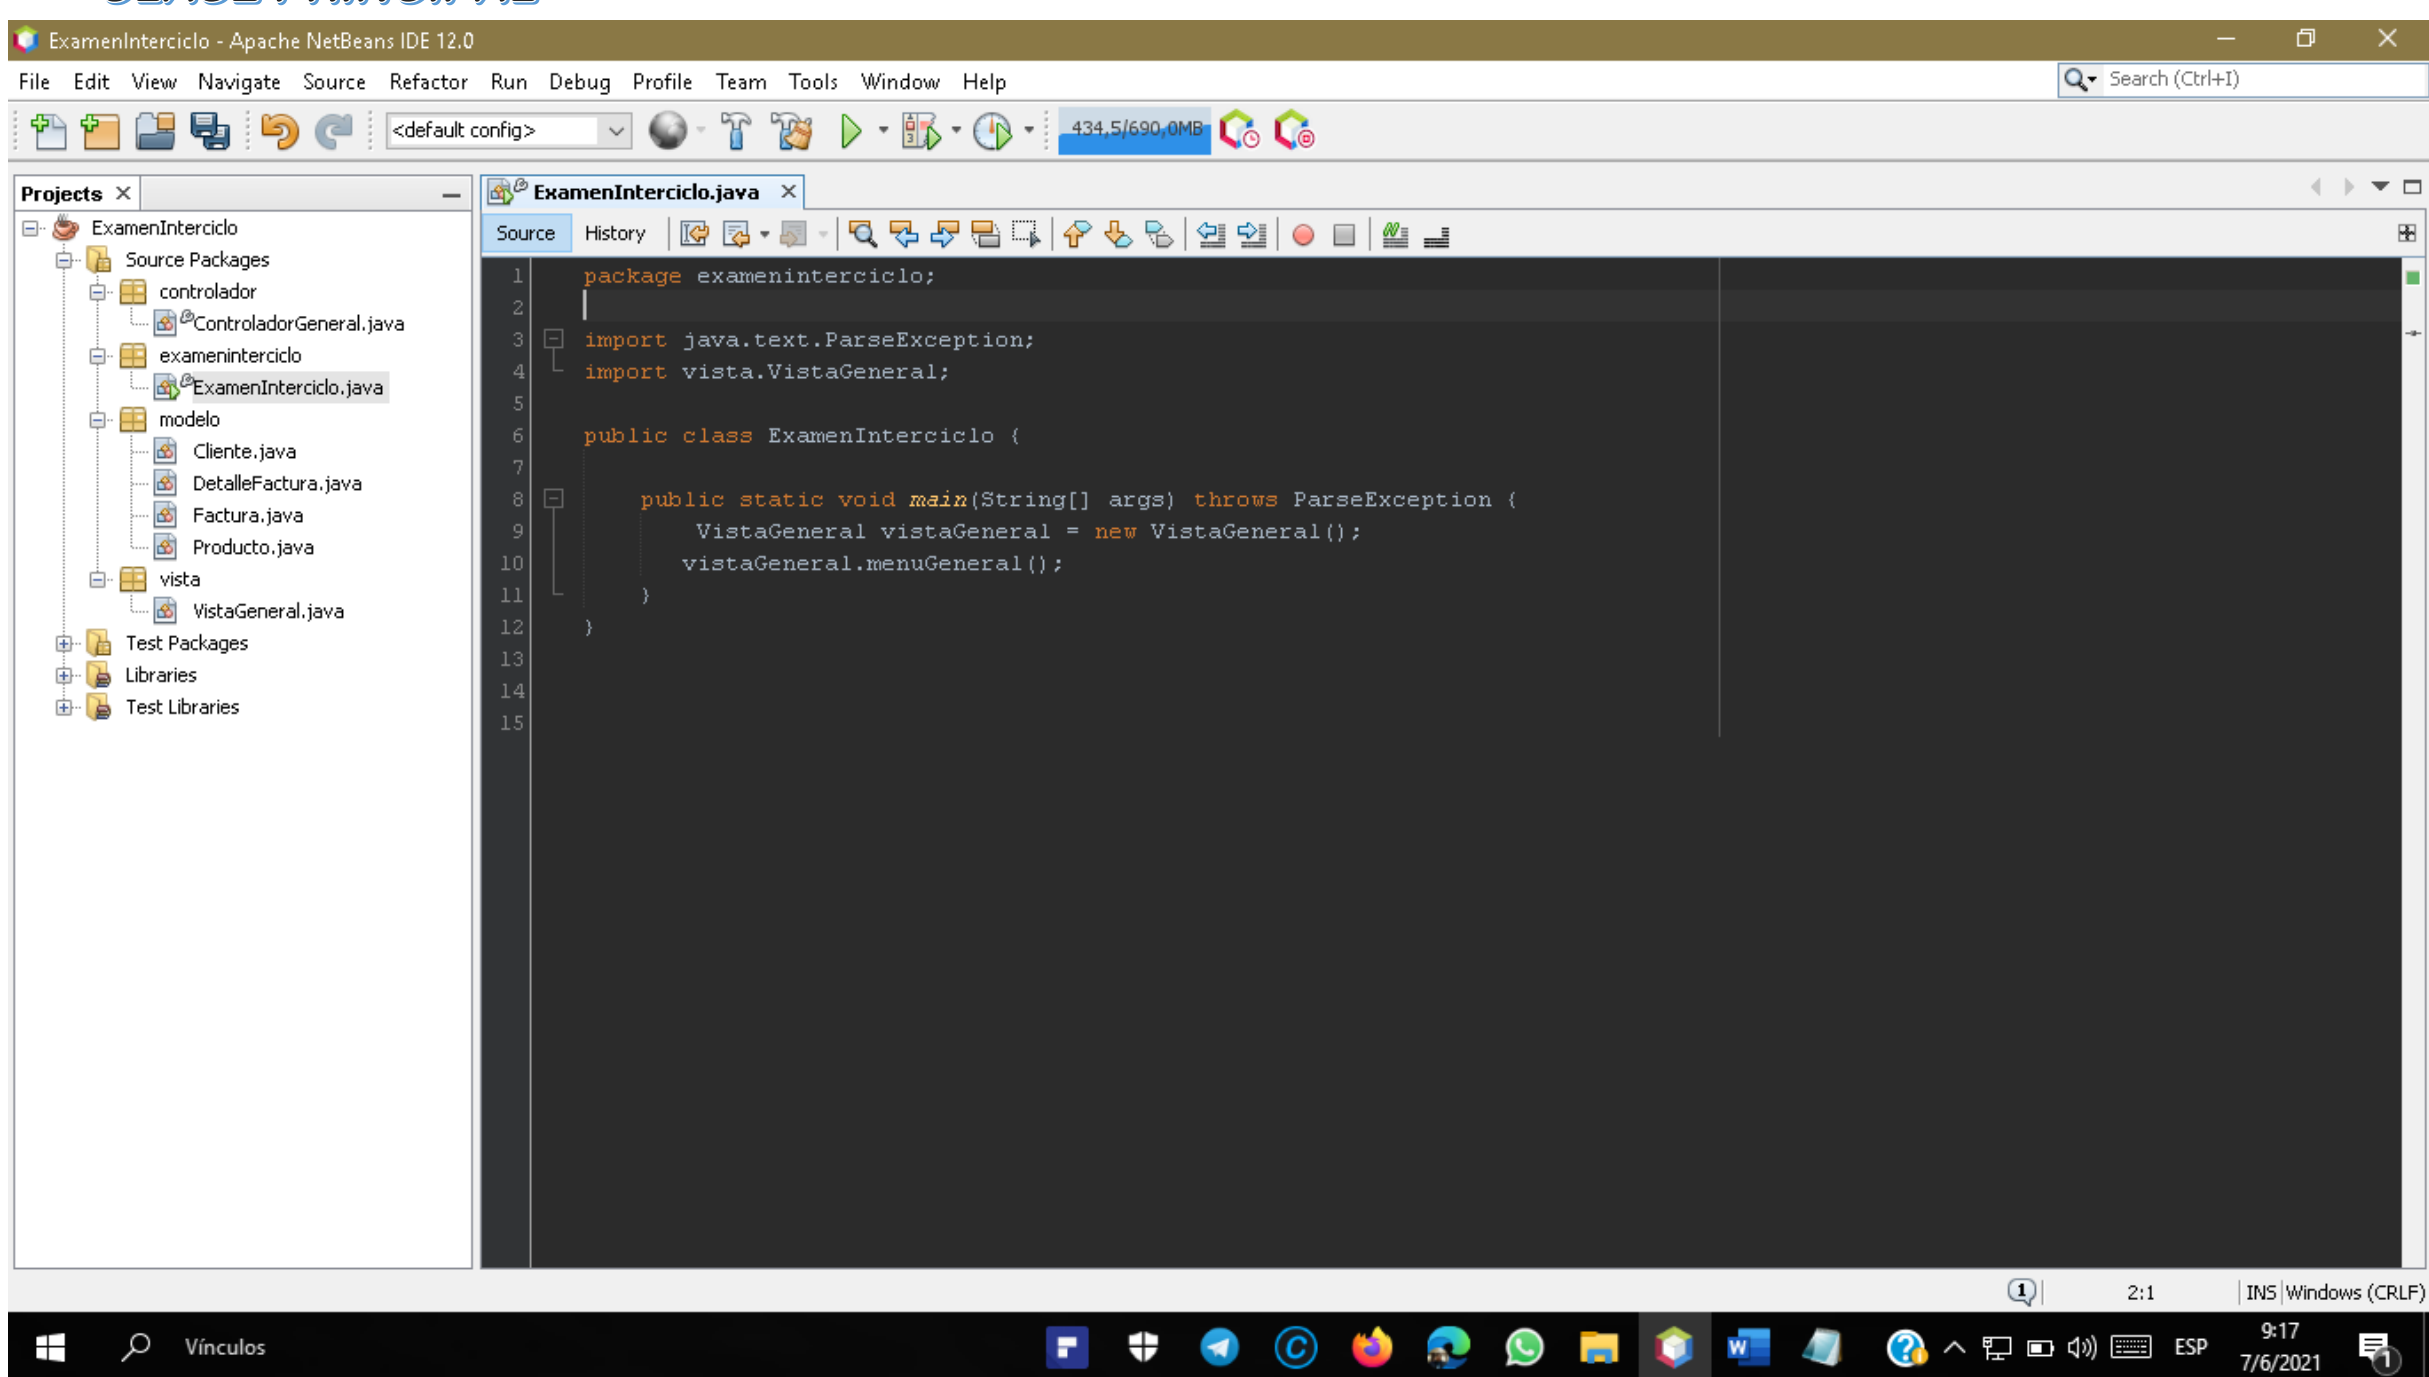 ExamenInterciclo - Apache NetBeans IDE 12.0
File Edit View Navigate Source Refactor Run Debug Profile Team Tools Window Help
Search (Ctrl+I)
<default config>
434,5/690,0MB
Projects
ExamenInterciclo.java
ExamenInterciclo
Source Packages
controlador
ControladorGeneral.java
exameninterciclo
ExamenInterciclo.java
modelo
Cliente.java
DetalleFactura.java
Factura.java
Producto.java
vista
VistaGeneral.java
Test Packages
Libraries
Test Libraries
Source History
1 package exameninterciclo;
2
3 import java.text.ParseException;
4 import vista.VistaGeneral;
5
6 public class ExamenInterciclo {
7
8 public static void main(String[] args) throws ParseException {
9 VistaGeneral vistaGeneral = new VistaGeneral();
10 vistaGeneral.menuGeneral();
11 }
12 }
13
14
15
1 2:1 INS Windows (CRLF)
Vínculos
ESP
9:17
7/6/2021
1